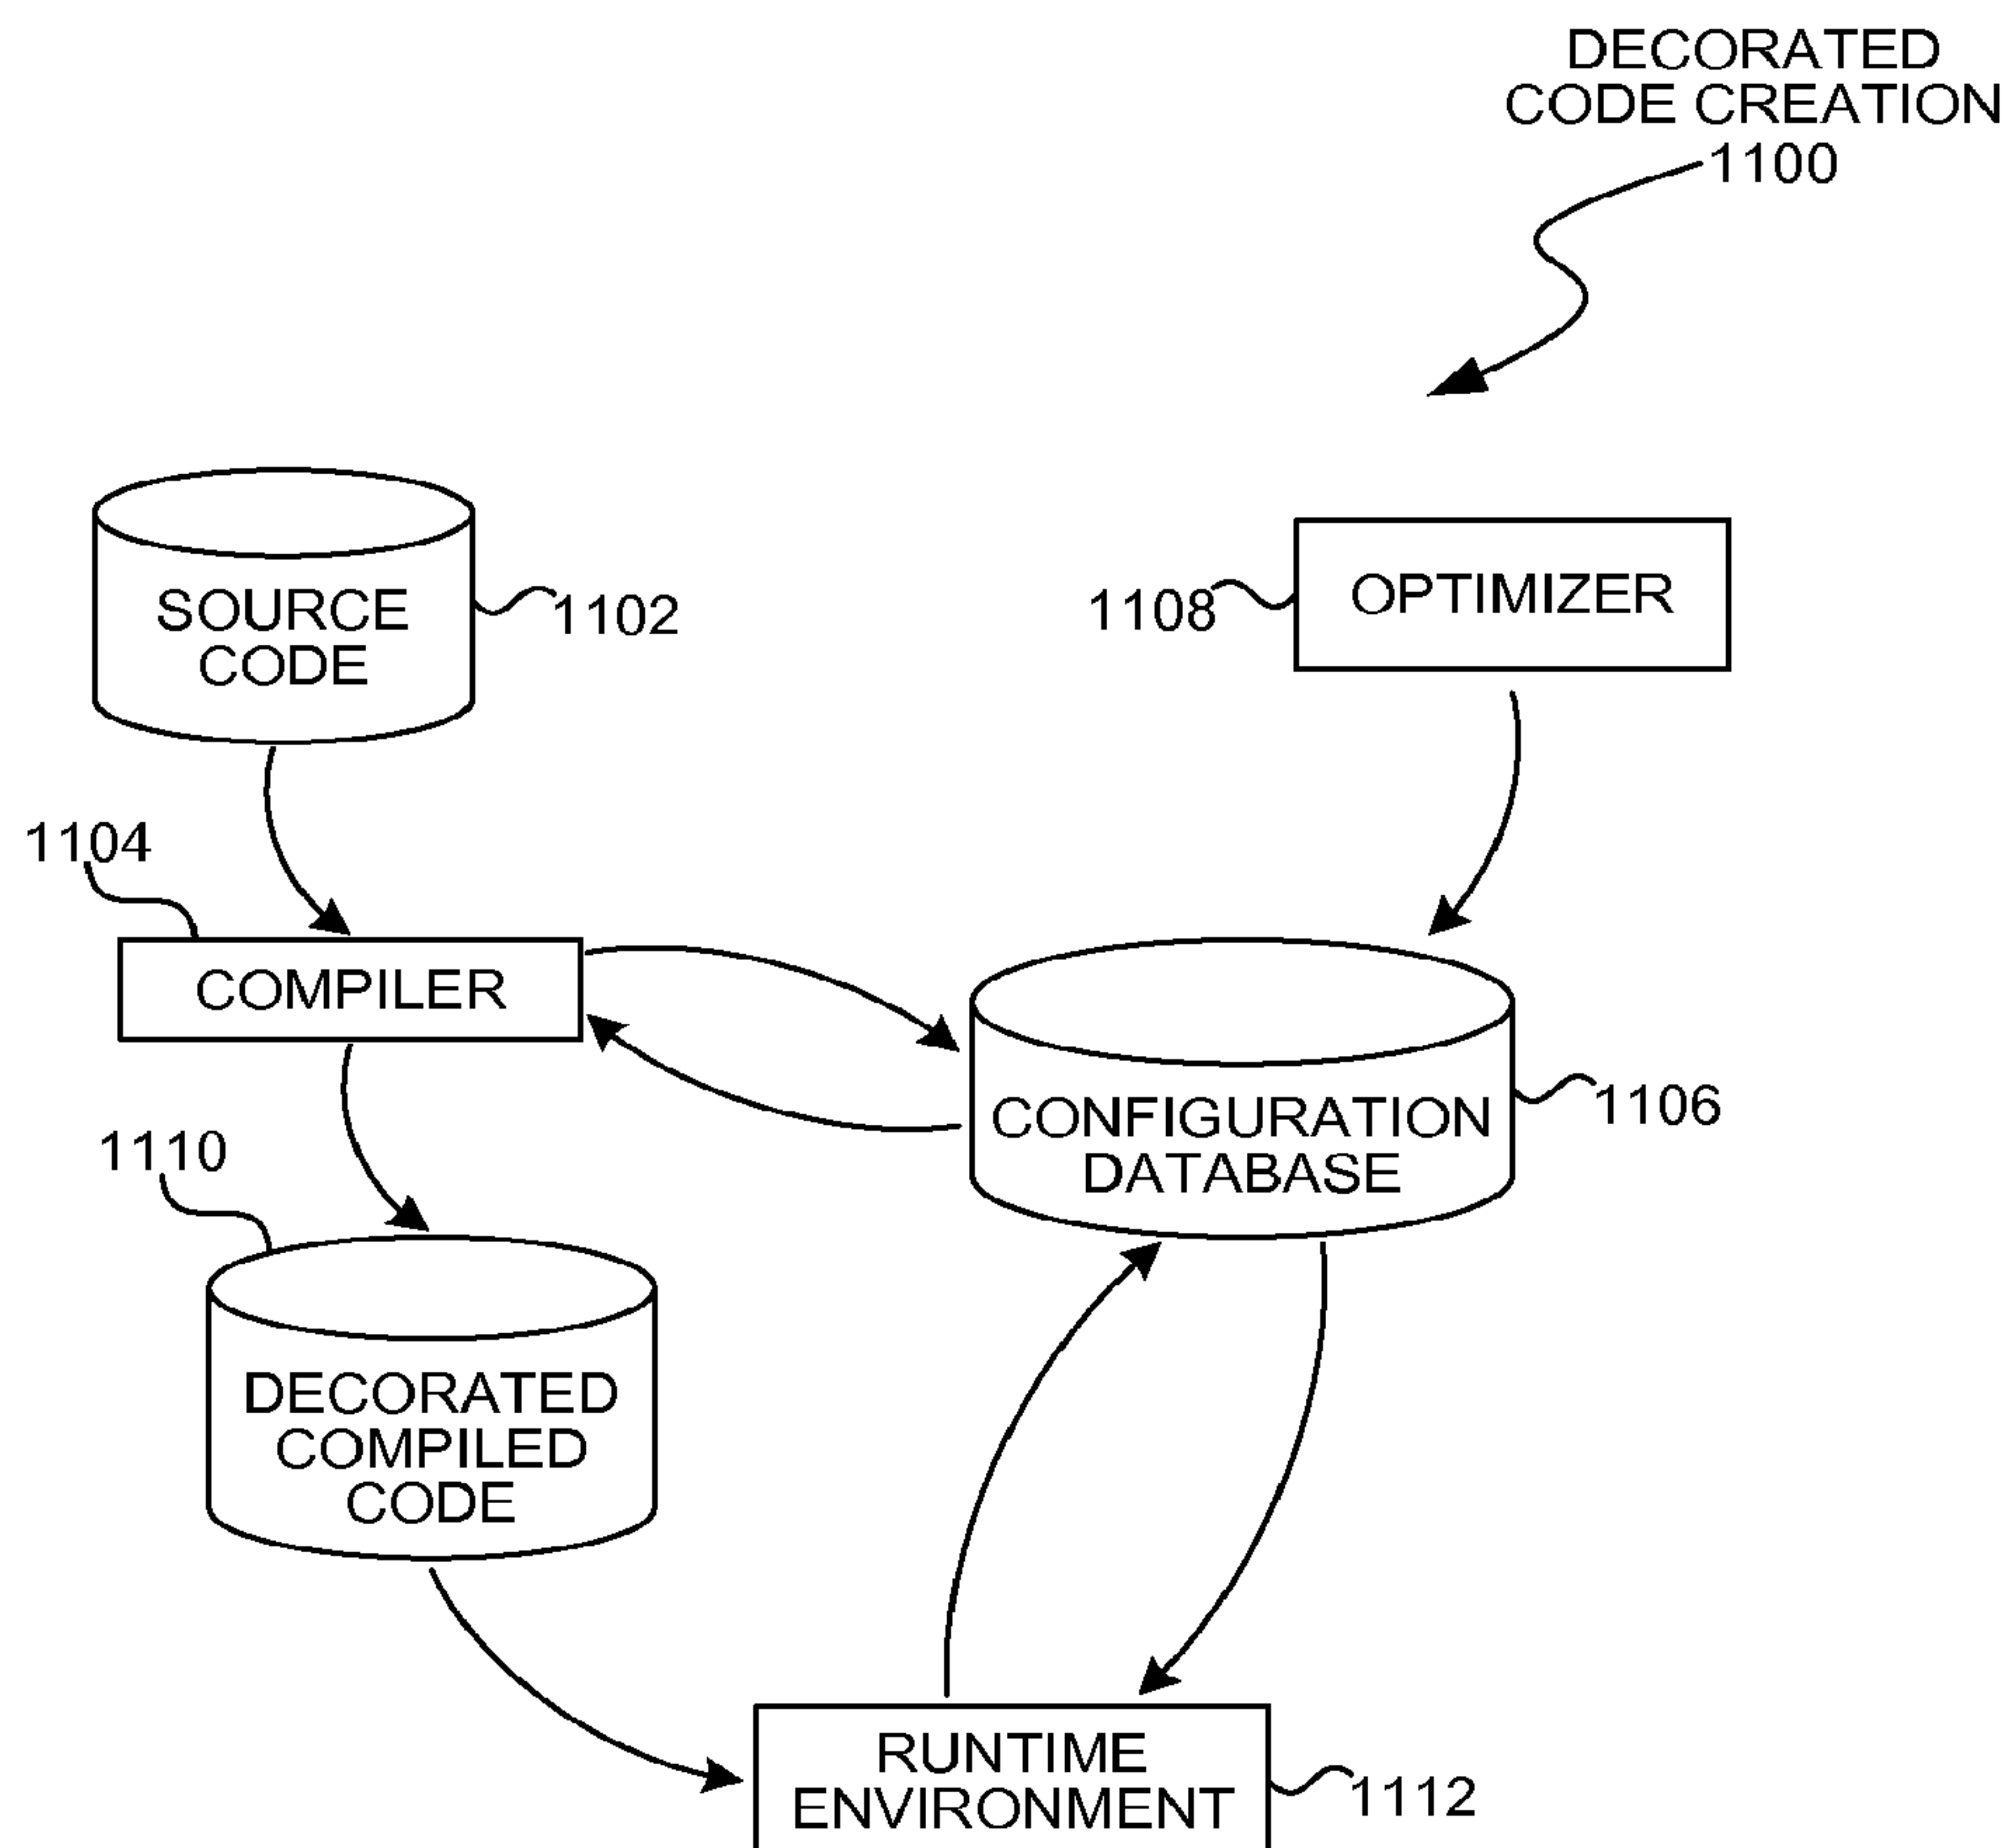 DECORATED
CODE CREATION
1100
SOURCE
CODE
1102
1108
OPTIMIZER
1104
COMPILER
CONFIGURATION
DATABASE
1106
1110
DECORATED
COMPILED
CODE
RUNTIME
ENVIRONMENT
1112